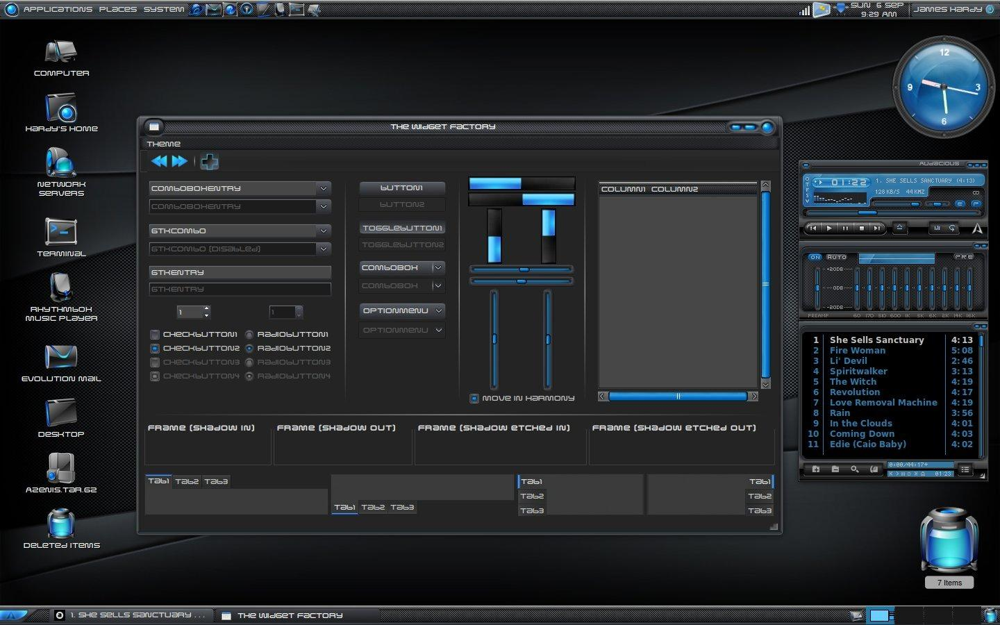 APPLICATIONS PLACES SYSTEM
SUN 6 SEP
9:29 AM
JAMES HARDY
COMPUTER
HARDY'S HOME
NETWORK
SERVERS
TERMINAL
RHYTHMBOX
MUSIC PLAYER
EVOLUTION MAIL
DESKTOP
AZENIS.TAR.GZ
DELETED ITEMS
THE WIDGET FACTORY
THEME
COMBOBOXENTRY
COMBOBOXENTRY
GTKCOMBO
GTKCOMBO (DISABLED)
GTKENTRY
GTKENTRY
1
1
CHECKBUTTON1 RADIOBUTTON1
CHECKBUTTON2 RADIOBUTTON2
CHECKBUTTON3 RADIOBUTTON3
CHECKBUTTON4 RADIOBUTTON4
BUTTON1
BUTTON2
TOGGLEBUTTON1
TOGGLEBUTTON2
COMBOBOX
COMBOBOX
OPTIONMENU
OPTIONMENU
MOVE IN HARMONY
COLUMN1 COLUMN2
FRAME (SHADOW IN) FRAME (SHADOW OUT) FRAME (SHADOW ETCHED IN) FRAME (SHADOW ETCHED OUT)
TAB1 TAB2 TAB3
TAB1 TAB2 TAB3
TAB1
TAB2
TAB3
TAB1
TAB2
TAB3
12
3
6
9
AUDACIOUS
01:22
1. SHE SELLS SANCTUARY (4:13)
128 KB/S 44 KHZ
ON AUTO PRE
+20DB
0DB
-20DB
PREAMP 60 170 310 600 1K 3K 6K 12K 14K 16K
1 She Sells Sanctuary 4:13
2 Fire Woman 5:08
3 Li' Devil 2:46
4 Spiritwalker 3:13
5 The Witch 4:19
6 Revolution 4:17
7 Love Removal Machine 4:19
8 Rain 3:56
9 In the Clouds 4:01
10 Coming Down 4:03
11 Edie (Ciao Baby) 4:02
0:00/44:17+
01:23
7 Items
1. SHE SELLS SANCTUARY ...
THE WIDGET FACTORY